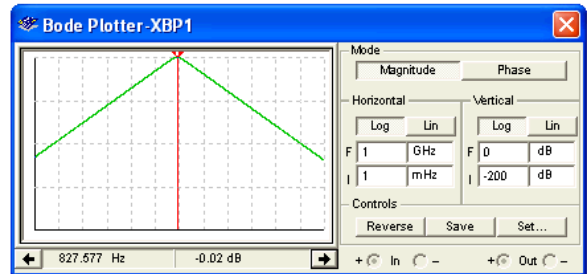 Bode Plotter-XBP1
Mode
Magnitude Phase
Horizontal Vertical
Log Lin Log Lin
F 1 GHz F 0 dB
I 1 mHz I -200 dB
Controls
Reverse Save Set...
827.577 Hz -0.02 dB
+ In - + Out -